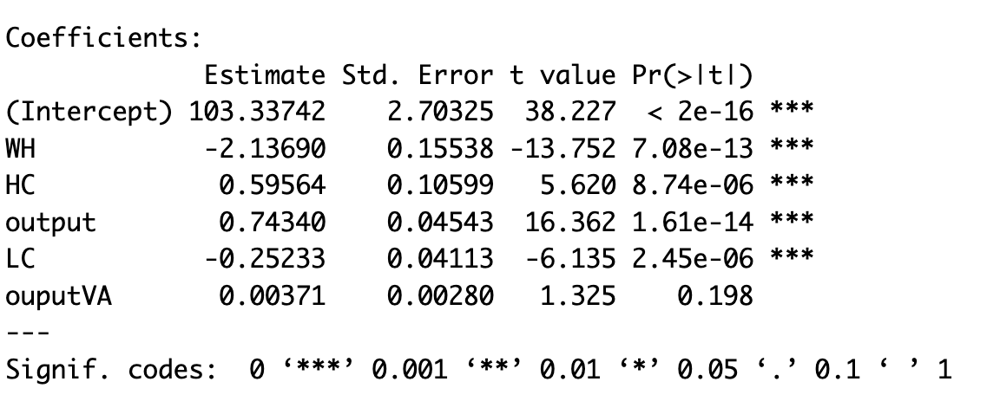 Coefficients:
Estimate Std. Error t value Pr(>|t|)
(Intercept) 103.33742 2.70325 38.227 < 2e-16 ***
WH -2.13690 0.15538 -13.752 7.08e-13 ***
HC 0.59564 0.10599 5.620 8.74e-06 ***
output 0.74340 0.04543 16.362 1.61e-14 ***
LC -0.25233 0.04113 -6.135 2.45e-06 ***
ouputVA 0.00371 0.00280 1.325 0.198
---
Signif. codes: 0 ‘***’ 0.001 ‘**’ 0.01 ‘*’ 0.05 ‘.’ 0.1 ‘ ’ 1